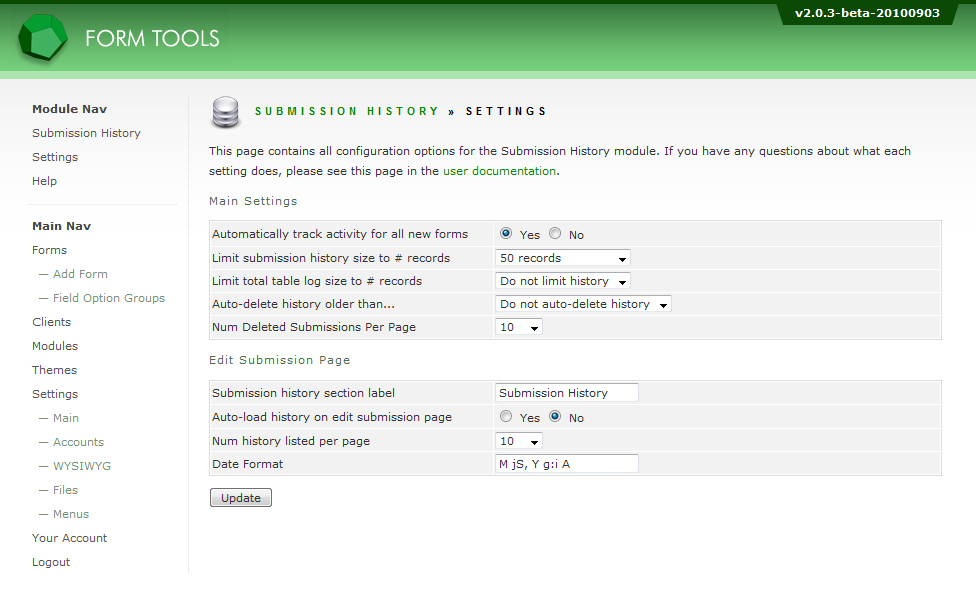 v2.0.3-beta-20100903
FORM TOOLS
Module Nav
Submission History
Settings
Help
Main Nav
Forms
— Add Form
— Field Option Groups
Clients
Modules
Themes
Settings
— Main
— Accounts
— WYSIWYG
— Files
— Menus
Your Account
Logout
SUBMISSION HISTORY » SETTINGS
This page contains all configuration options for the Submission History module. If you have any questions about what each
setting does, please see this page in the user documentation.
Main Settings
Automatically track activity for all new forms Yes No
Limit submission history size to # records 50 records
Limit total table log size to # records Do not limit history
Auto-delete history older than... Do not auto-delete history
Num Deleted Submissions Per Page 10
Edit Submission Page
Submission history section label Submission History
Auto-load history on edit submission page Yes No
Num history listed per page 10
Date Format M jS, Y g:i A
Update